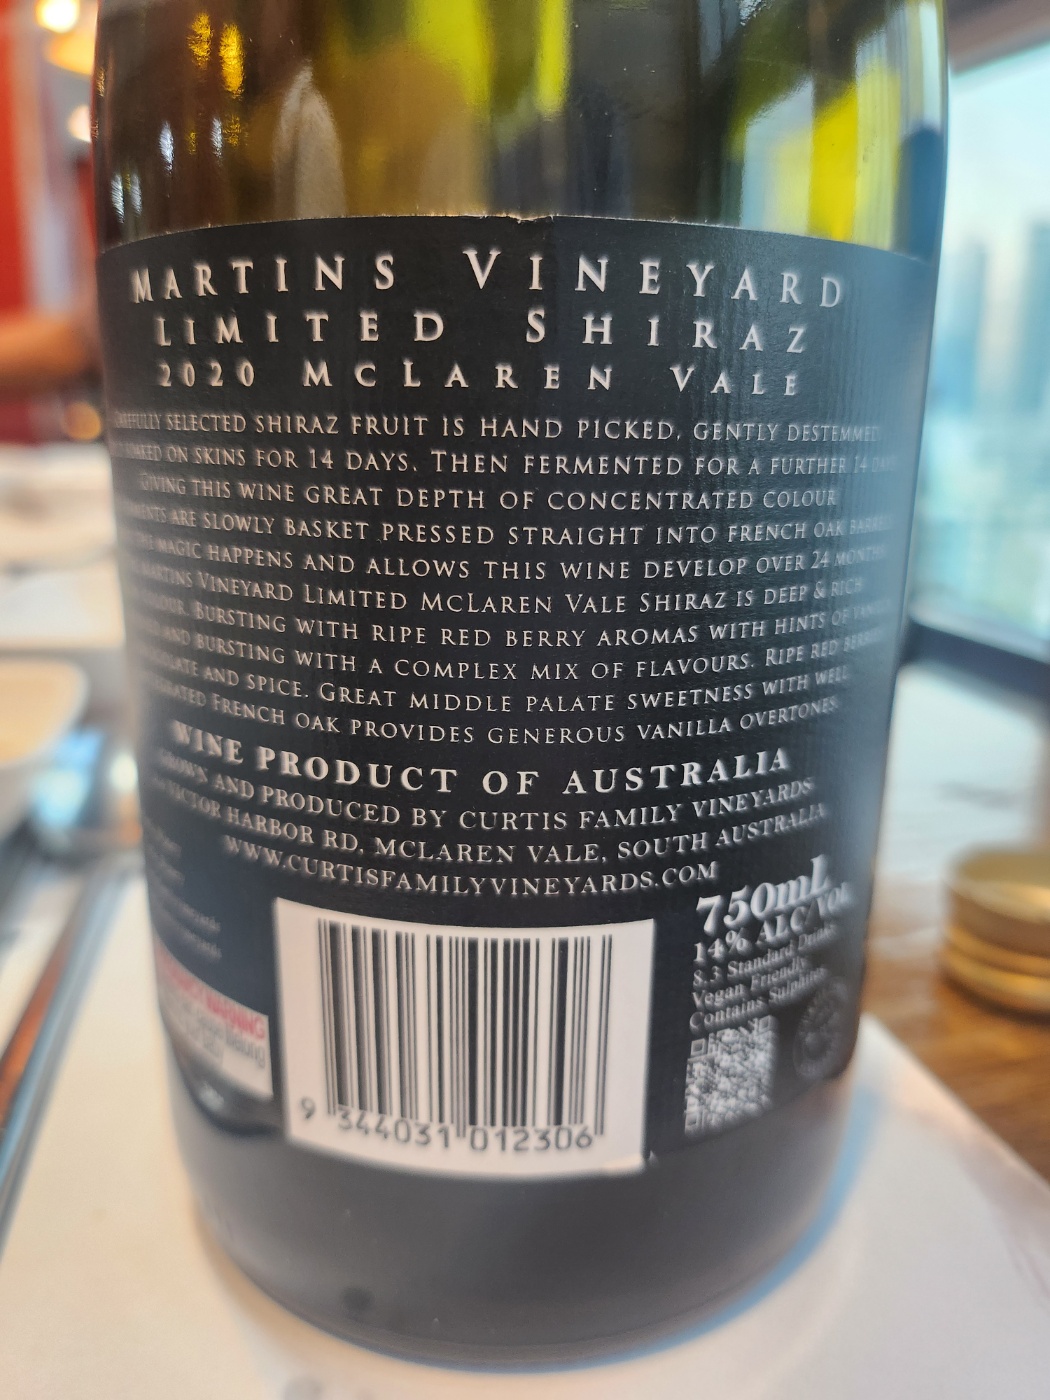 MARTINS VINEYARD
LIMITED SHIRAZ
2020 MCLAREN VALE
CAREFULLY SELECTED SHIRAZ FRUIT IS HAND PICKED, GENTLY DESTEMMED
ON SKINS FOR 14 DAYS. THEN FERMENTED FOR A FURTHER 14
GIVING THIS WINE GREAT DEPTH OF CONCENTRATED COLOUR
ARE SLOWLY BASKET PRESSED STRAIGHT INTO FRENCH OAK
MAGIC HAPPENS AND ALLOWS THIS WINE DEVELOP OVER 24 MONTHS
MARTINS VINEYARD LIMITED MCLAREN VALE SHIRAZ IS DEEP & RICH
BURSTING WITH RIPE RED BERRY AROMAS WITH HINTS OF
AND BURSTING WITH A COMPLEX MIX OF FLAVOURS. RIPE RED
AND SPICE. GREAT MIDDLE PALATE SWEETNESS WITH WELL
FRENCH OAK PROVIDES GENEROUS VANILLA OVERTONES.
WINE PRODUCT OF AUSTRALIA
GROWN AND PRODUCED BY CURTIS FAMILY VINEYARDS
VICTOR HARBOR RD, MCLAREN VALE, SOUTH AUSTRALIA
WWW.CURTISFAMILYVINEYARDS.COM
750mL
14% ALC/VOL
8.3 Standard Drinks
Vegan Friendly
Contains Sulphites
WARNING
9 344031 012306